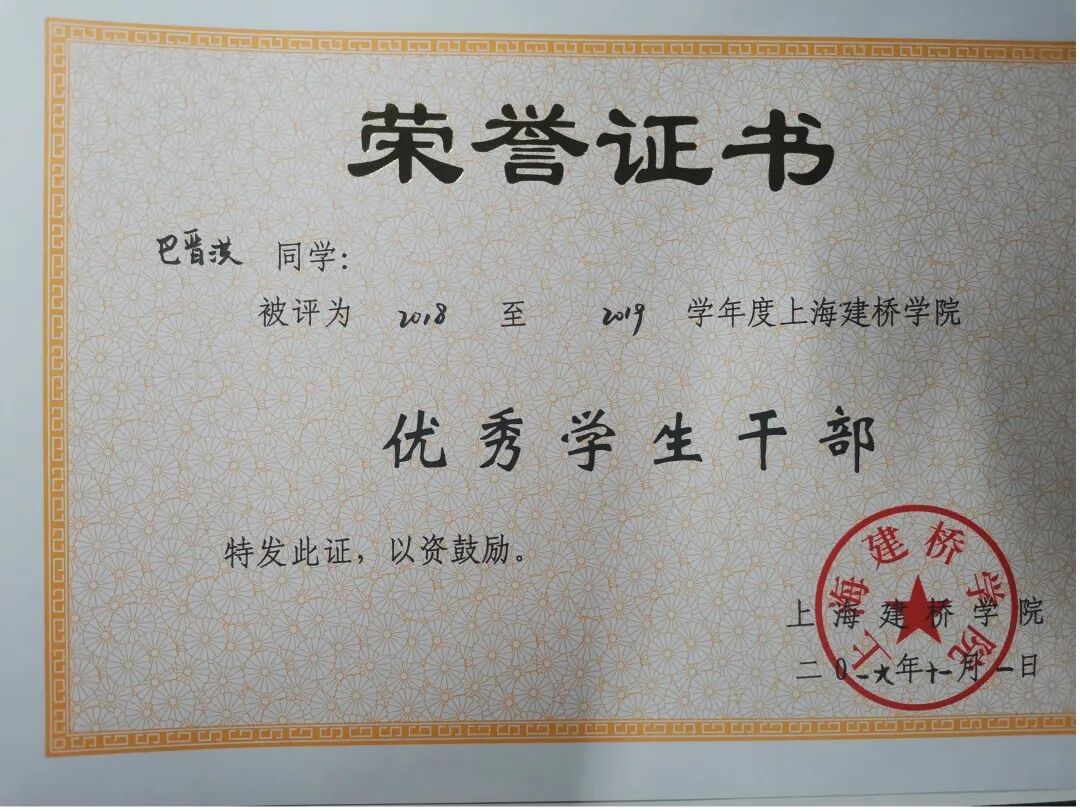 荣誉证书
巴晋淇 同学:
被评为 2018 至 2019 学年度上海建桥学院
优秀学生干部
特发此证，以资鼓励。
上海建桥学院
上海建桥学院
二0一九年十一月一日